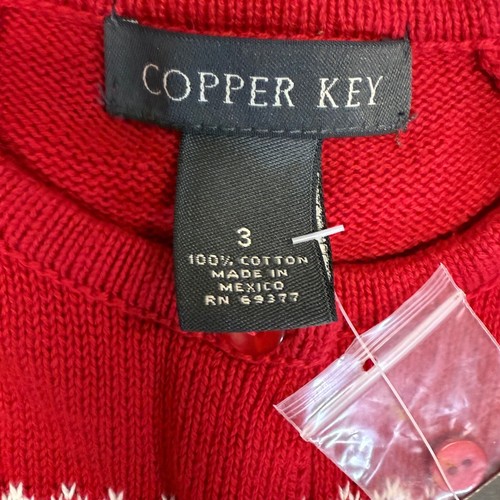 COPPER KEY
3
100% COTTON
MADE IN
MEXICO
RN 69377